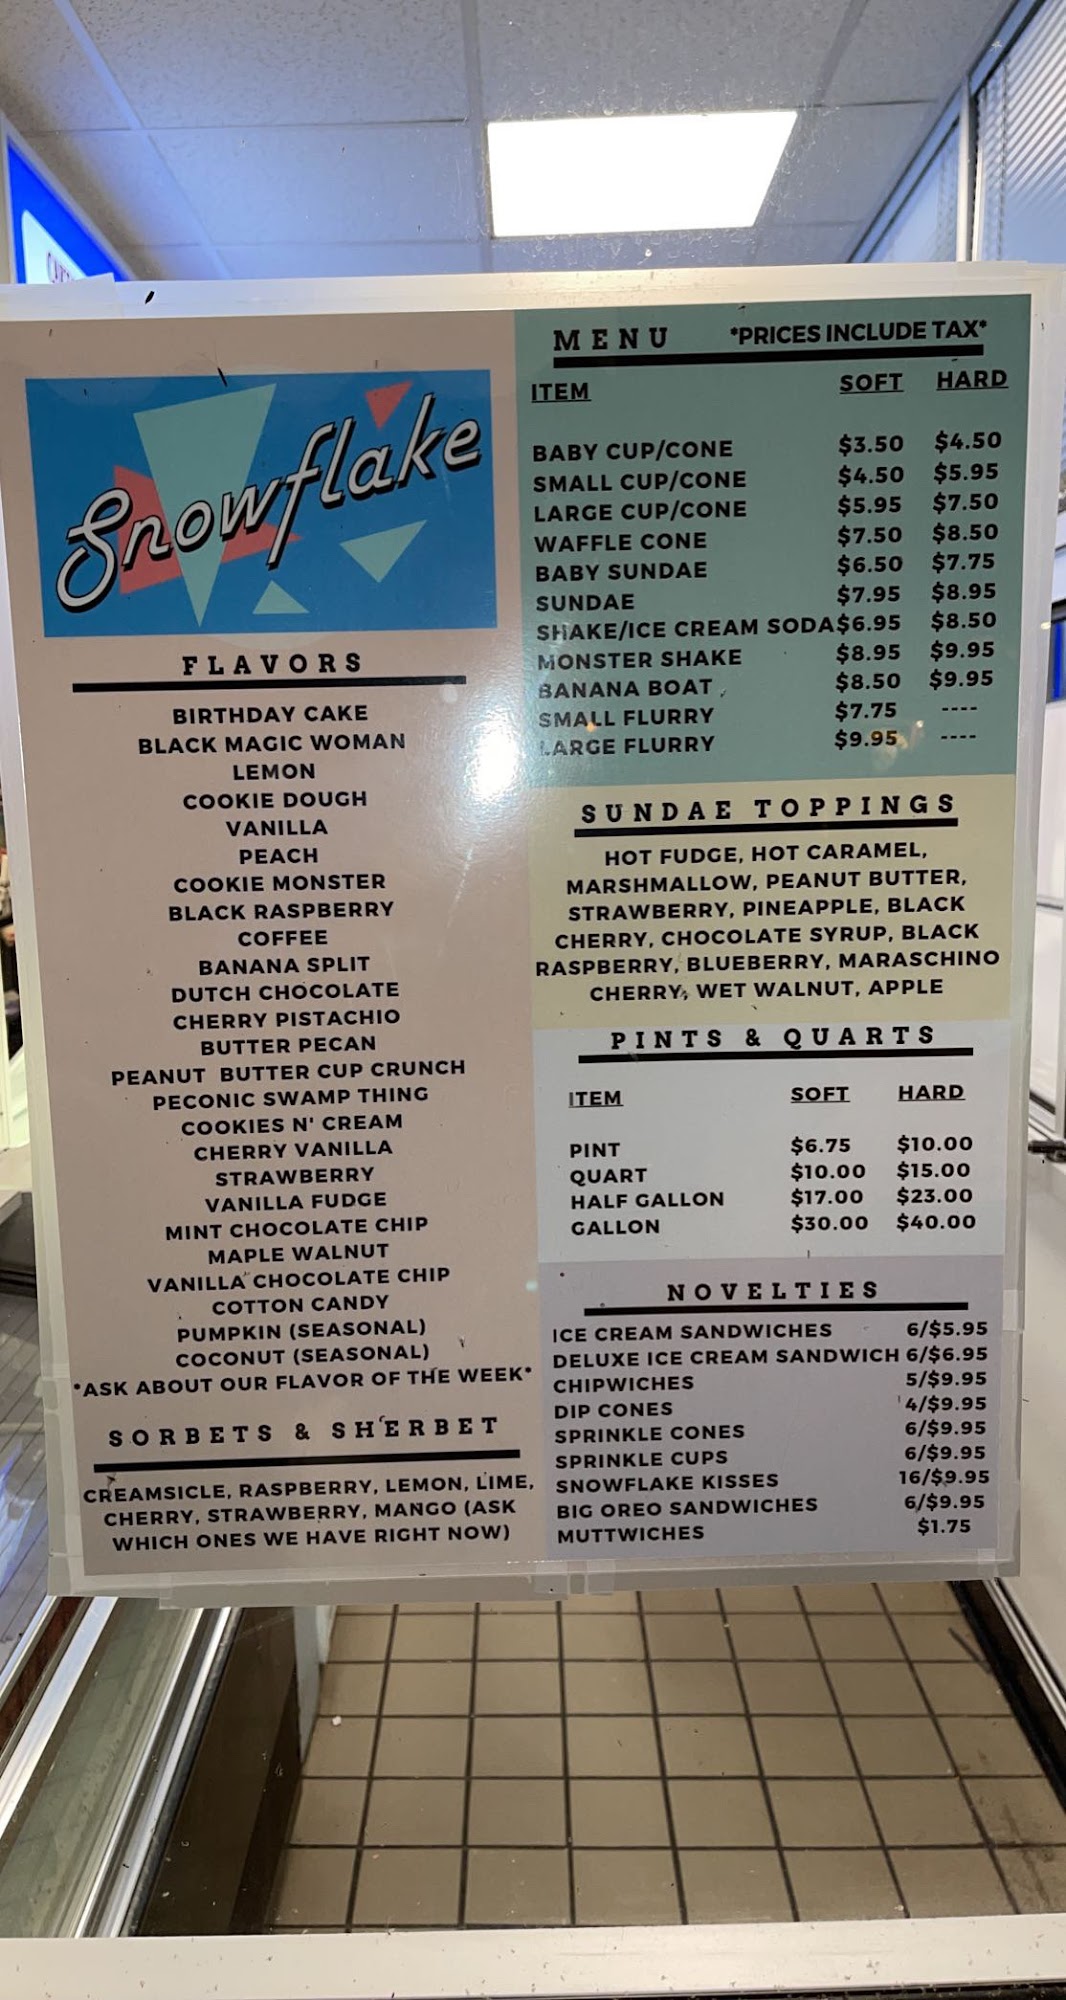 Snowflake
FLAVORS
BIRTHDAY CAKE
BLACK MAGIC WOMAN
LEMON
COOKIE DOUGH
VANILLA
PEACH
COOKIE MONSTER
BLACK RASPBERRY
COFFEE
BANANA SPLIT
DUTCH CHOCOLATE
CHERRY PISTACHIO
BUTTER PECAN
PEANUT BUTTER CUP CRUNCH
PECONIC SWAMP THING
COOKIES N' CREAM
CHERRY VANILLA
STRAWBERRY
VANILLA FUDGE
MINT CHOCOLATE CHIP
MAPLE WALNUT
VANILLA CHOCOLATE CHIP
COTTON CANDY
PUMPKIN (SEASONAL)
COCONUT (SEASONAL)
*ASK ABOUT OUR FLAVOR OF THE WEEK*
SORBETS & SHERBET
CREAMSICLE, RASPBERRY, LEMON, LIME,
CHERRY, STRAWBERRY, MANGO (ASK
WHICH ONES WE HAVE RIGHT NOW)
MENU *PRICES INCLUDE TAX*
ITEM SOFT HARD
BABY CUP/CONE $3.50 $4.50
SMALL CUP/CONE $4.50 $5.95
LARGE CUP/CONE $5.95 $7.50
WAFFLE CONE $7.50 $8.50
BABY SUNDAE $6.50 $7.75
SUNDAE $7.95 $8.95
SHAKE/ICE CREAM SODA $6.95 $8.50
MONSTER SHAKE $8.95 $9.95
BANANA BOAT $8.50 $9.95
SMALL FLURRY $7.75 ----
LARGE FLURRY $9.95 ----
SUNDAE TOPPINGS
HOT FUDGE, HOT CARAMEL,
MARSHMALLOW, PEANUT BUTTER,
STRAWBERRY, PINEAPPLE, BLACK
CHERRY, CHOCOLATE SYRUP, BLACK
RASPBERRY, BLUEBERRY, MARASCHINO
CHERRY, WET WALNUT, APPLE
PINTS & QUARTS
ITEM SOFT HARD
PINT $6.75 $10.00
QUART $10.00 $15.00
HALF GALLON $17.00 $23.00
GALLON $30.00 $40.00
NOVELTIES
ICE CREAM SANDWICHES 6/$5.95
DELUXE ICE CREAM SANDWICH 6/$6.95
CHIPWICHES 5/$9.95
DIP CONES 4/$9.95
SPRINKLE CONES 6/$9.95
SPRINKLE CUPS 6/$9.95
SNOWFLAKE KISSES 16/$9.95
BIG OREO SANDWICHES 6/$9.95
MUTTWICHES $1.75